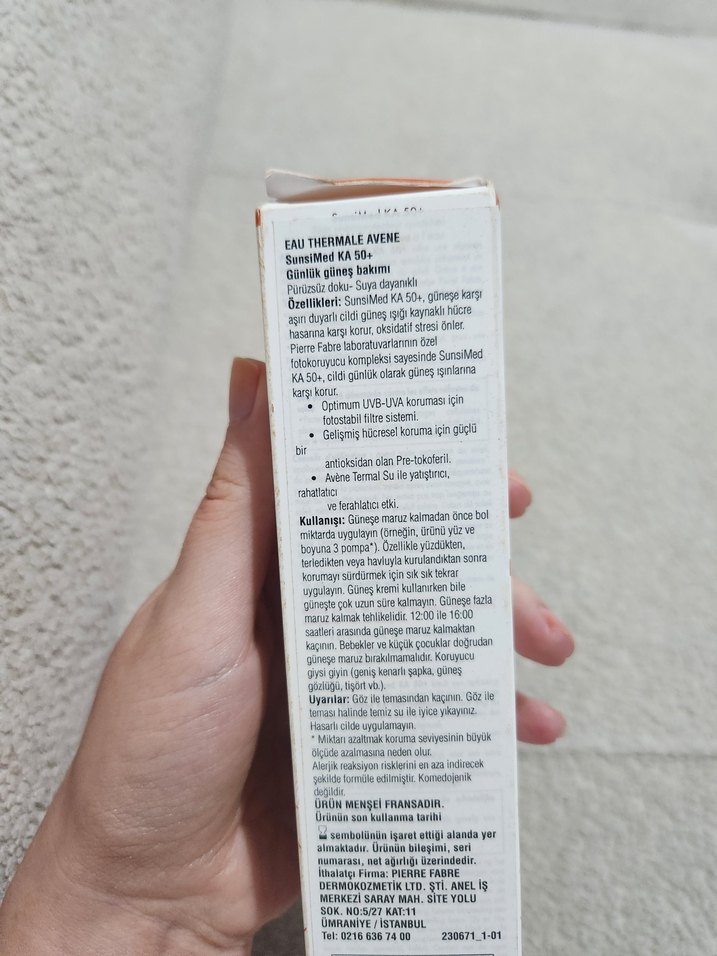 SunsiMed KA 50+
EAU THERMALE AVENE
SunsiMed KA 50+
Günlük güneş bakımı
Pürüzsüz doku- Suya dayanıklı
Özellikleri: SunsiMed KA 50+, güneşe karşı
aşırı duyarlı cildi güneş ışığı kaynaklı hücre
hasarına karşı korur, oksidatif stresi önler.
Pierre Fabre laboratuvarlarının özel
fotokoruyucu kompleksi sayesinde SunsiMed
KA 50+, cildi günlük olarak güneş ışınlarına
karşı korur.
• Optimum UVB-UVA koruması için
fotostabil filtre sistemi.
• Gelişmiş hücresel koruma için güçlü
bir
antioksidan olan Pre-tokoferil.
• Avène Termal Su ile yatıştırıcı,
rahatlatıcı
ve ferahlatıcı etki.
Kullanışı: Güneşe maruz kalmadan önce bol
miktarda uygulayın (örneğin, ürünü yüz ve
boyuna 3 pompa*). Özellikle yüzdükten,
terledikten veya havluyla kurulandıktan sonra
korumayı sürdürmek için sık sık tekrar
uygulayın. Güneş kremi kullanırken bile
güneşte çok uzun süre kalmayın. Güneşe fazla
maruz kalmak tehlikelidir. 12:00 ile 16:00
saatleri arasında güneşe maruz kalmaktan
kaçının. Bebekler ve küçük çocuklar doğrudan
güneşe maruz bırakılmamalıdır. Koruyucu
giysi giyin (geniş kenarlı şapka, güneş
gözlüğü, tişört vb.).
Uyarılar: Göz ile temasından kaçının. Göz ile
teması halinde temiz su ile iyice yıkayınız.
Hasarlı cilde uygulamayın.
* Miktarı azaltmak koruma seviyesinin büyük
ölçüde azalmasına neden olur.
Alerjik reaksiyon risklerini en aza indirecek
şekilde formüle edilmiştir. Komedojenik
değildir.
ÜRÜN MENŞEİ FRANSADIR.
Ürünün son kullanma tarihi
sembolünün işaret ettiği alanda yer
almaktadır. Ürünün bileşimi, seri
numarası, net ağırlığı üzerindedir.
İthalatçı Firma: PIERRE FABRE
DERMOKOZMETİK LTD. ŞTİ. ANEL İŞ
MERKEZİ SARAY MAH. SİTE YOLU
SOK. NO:5/27 KAT:11
ÜMRANİYE / İSTANBUL
Tel: 0216 636 74 00 230671_1-01